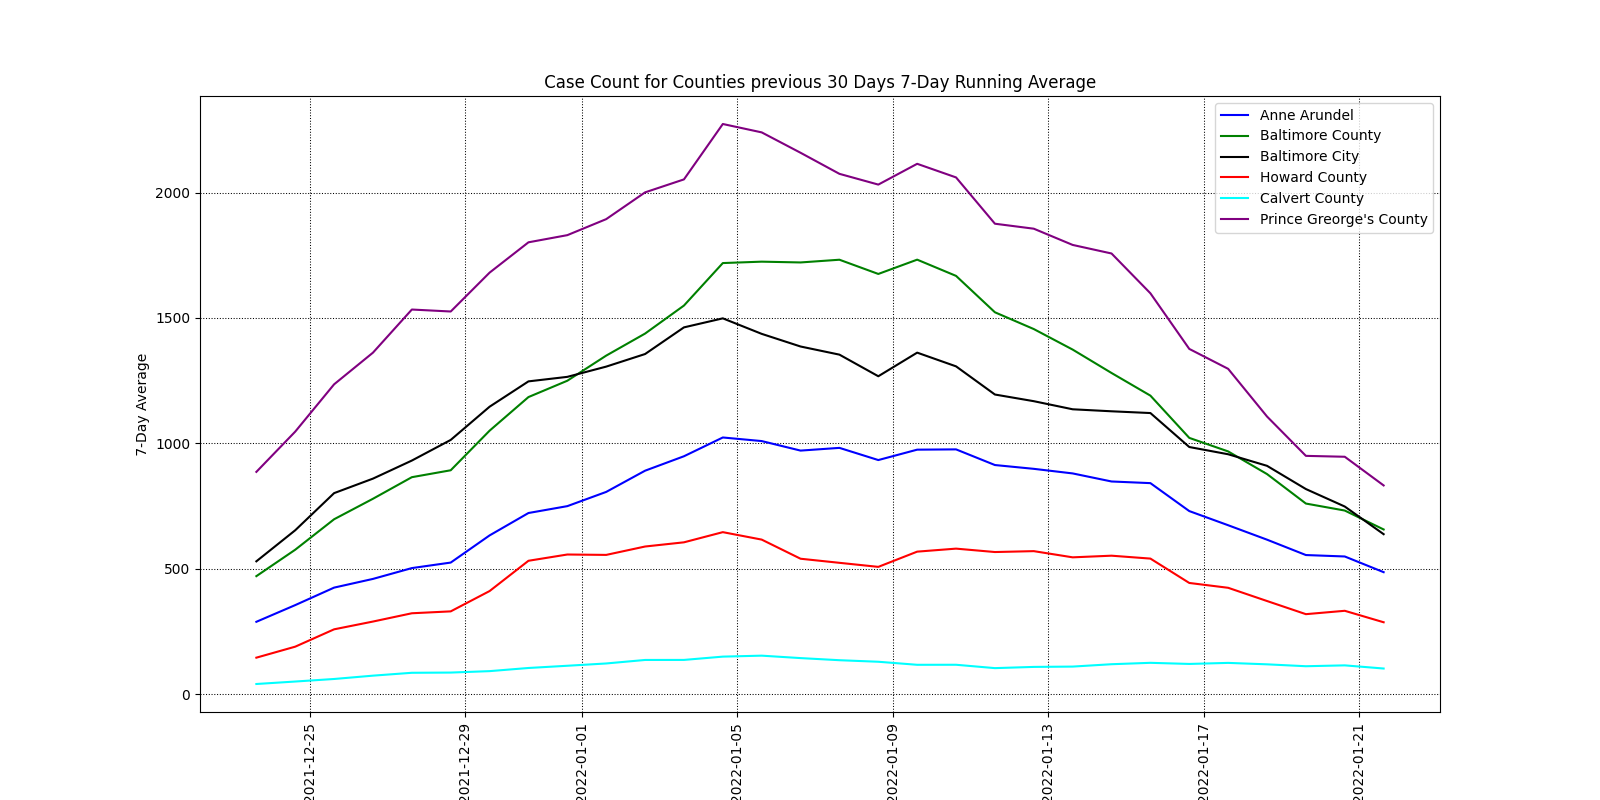 Case Count for Counties previous 30 Days 7-Day Running Average
Anne Arundel
Baltimore County
Baltimore City
Howard County
Calvert County
Prince Greorge's County
7-Day Average
2000
1500
1000
500
0
2021-12-25
2021-12-29
2022-01-01
2022-01-05
2022-01-09
2022-01-13
2022-01-17
2022-01-21